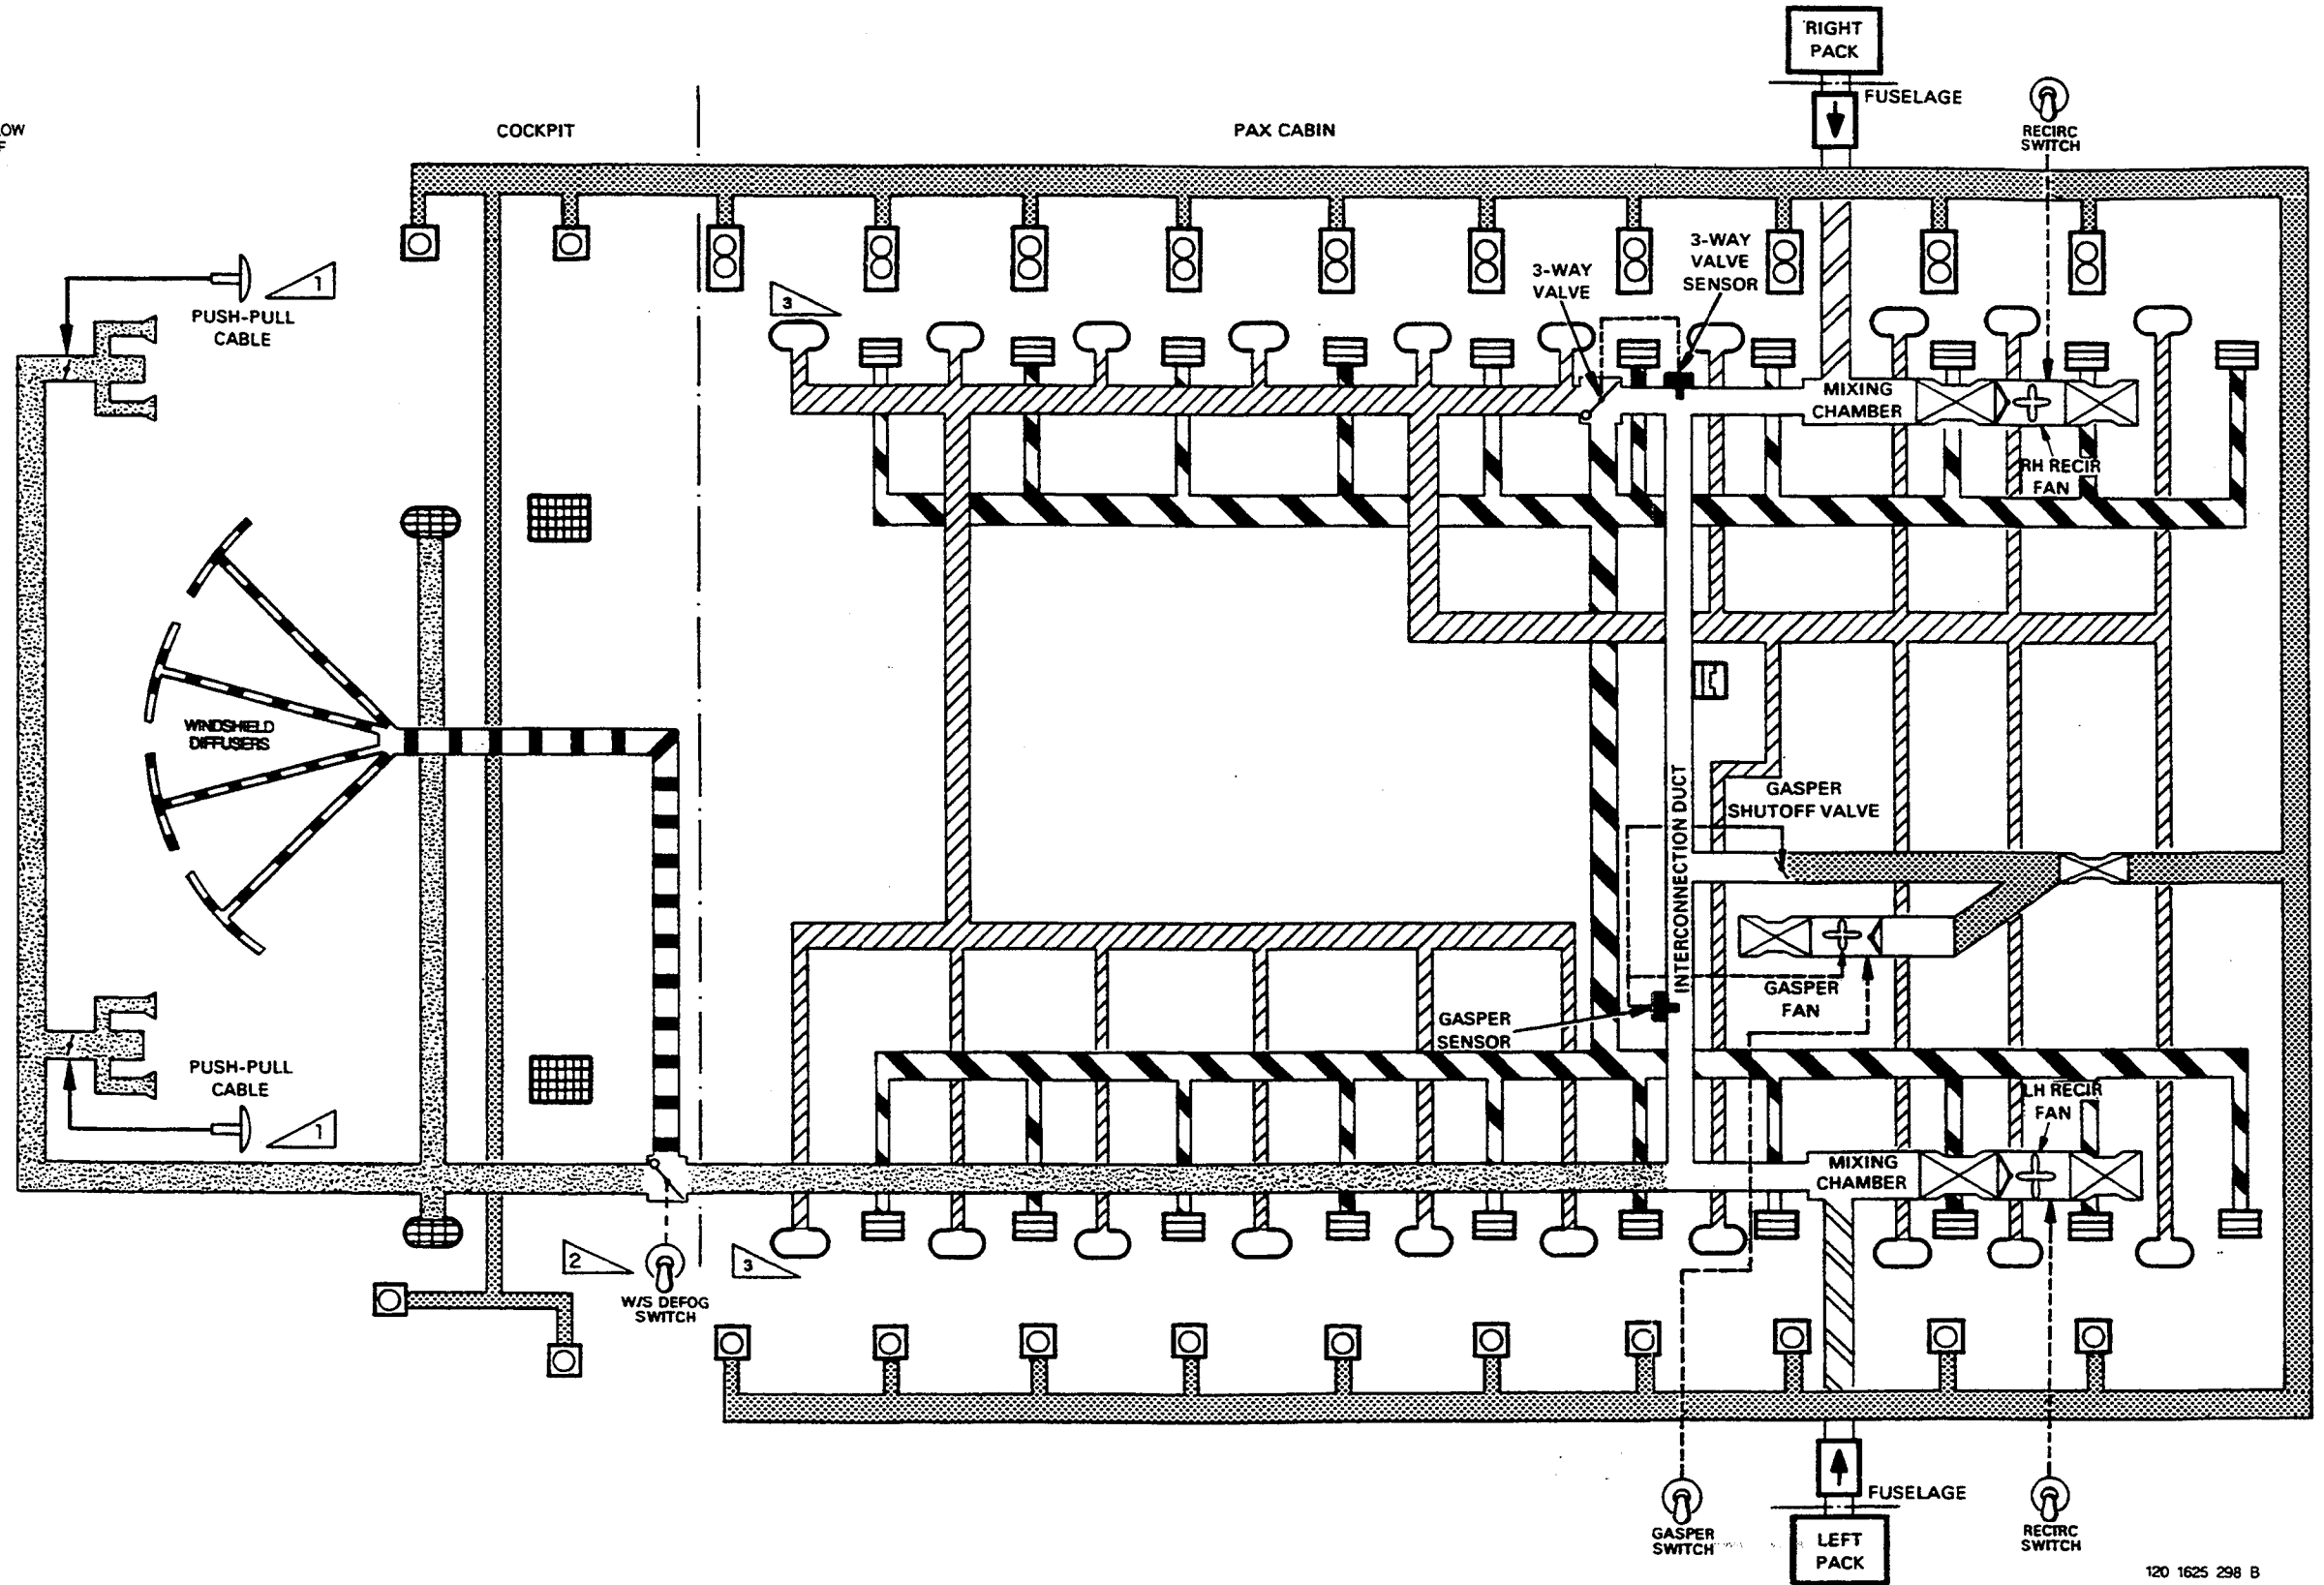 RIGHT
PACK
FUSELAGE
RECIRC
SWITCH
OW
COCKPIT
PAX CABIN
1
PUSH-PULL
CABLE
3
3-WAY
VALVE
3-WAY
VALVE
SENSOR
MIXING
CHAMBER
RH RECIR
FAN
WINDSHIELD
DIFFUSERS
INTERCONNECTION DUCT
GASPER
SHUTOFF VALVE
GASPER
FAN
GASPER
SENSOR
PUSH-PULL
CABLE
1
LH RECIR
FAN
MIXING
CHAMBER
2
W/S DEFOG
SWITCH
3
GASPER
SWITCH
FUSELAGE
LEFT
PACK
RECIRC
SWITCH
120 1625 298 B